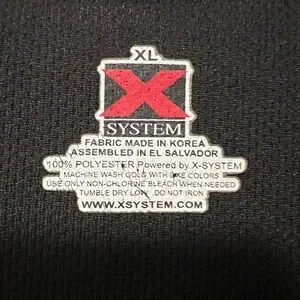 XL
X
SYSTEM
FABRIC MADE IN KOREA
ASSEMBLED IN EL SALVADOR
100% POLYESTER Powered by X-SYSTEM
MACHINE WASH COLD WITH LIKE COLORS
USE ONLY NON-CHLORINE BLEACH WHEN NEEDED
TUMBLE DRY LOW DO NOT IRON
WWW.XSYSTEM.COM